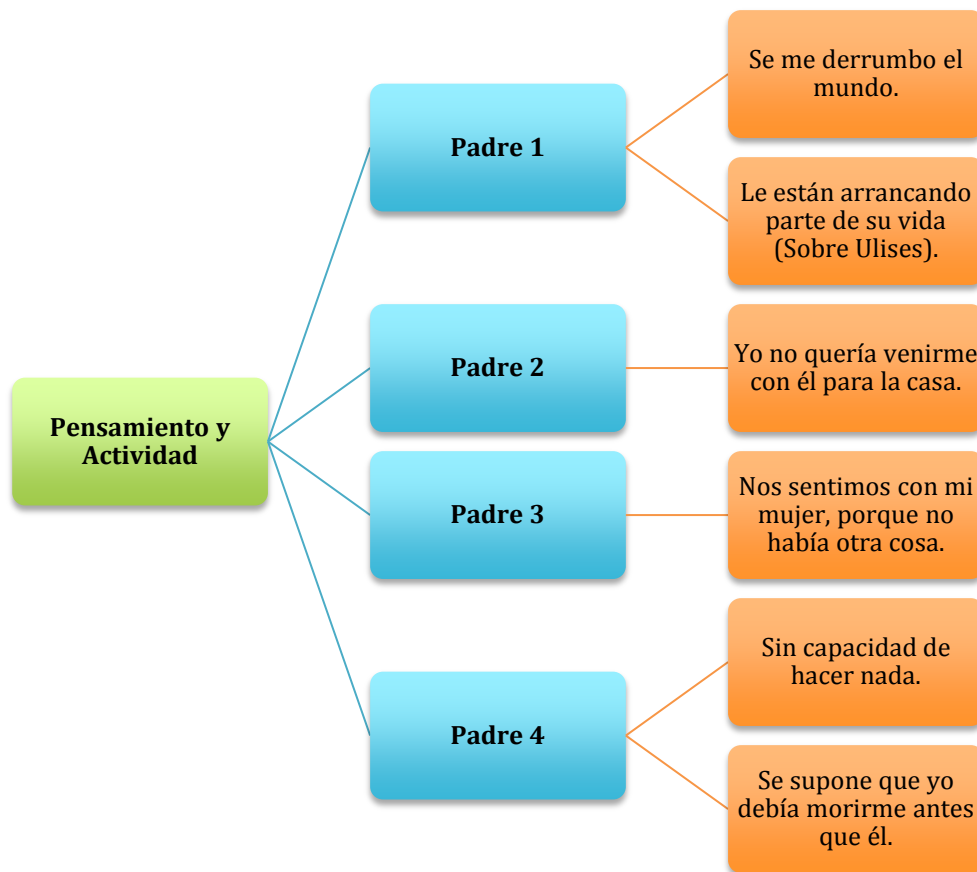 Pensamiento y
Actividad
Padre 1
Se me derrumbo el
mundo.
Le están arrancando
parte de su vida
(Sobre Ulises).
Padre 2
Yo no quería venirme
con él para la casa.
Padre 3
Nos sentimos con mi
mujer, porque no
había otra cosa.
Padre 4
Sin capacidad de
hacer nada.
Se supone que yo
debía morirme antes
que él.